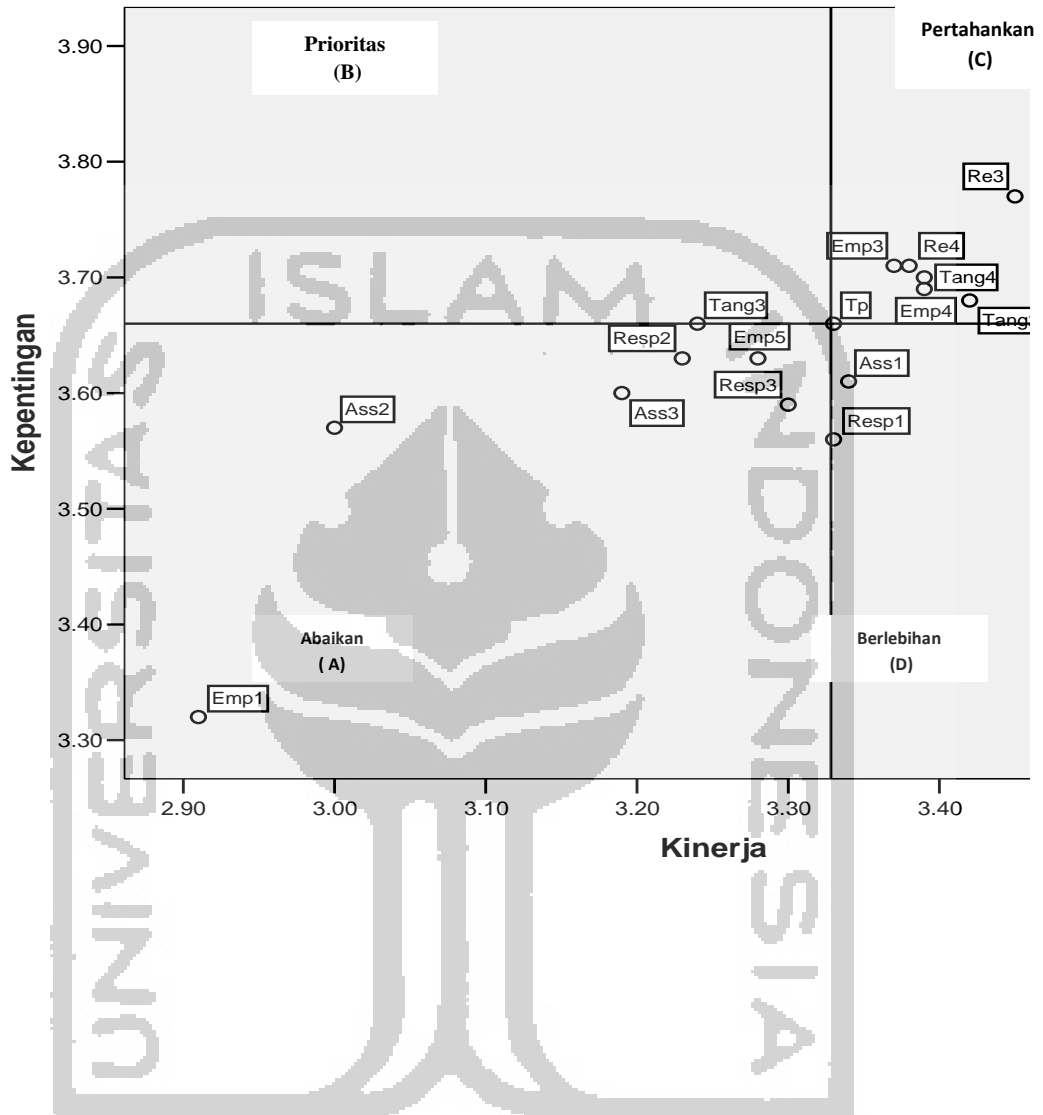 Prioritas
(B)
Pertahankan
(C)
3.90
3.80
3.70
3.60
3.50
3.40
3.30
Kepentingan
Re3
Emp3
Re4
Tang4
Emp4
Tang3
Tp
Resp2
Emp5
Ass1
Resp3
Ass2
Ass3
Resp1
Abaikan
( A)
Berlebihan
(D)
Emp1
2.90
3.00
3.10
3.20
3.30
3.40
Kinerja
UNIVERSITAS
ISLAM
INDONESIA